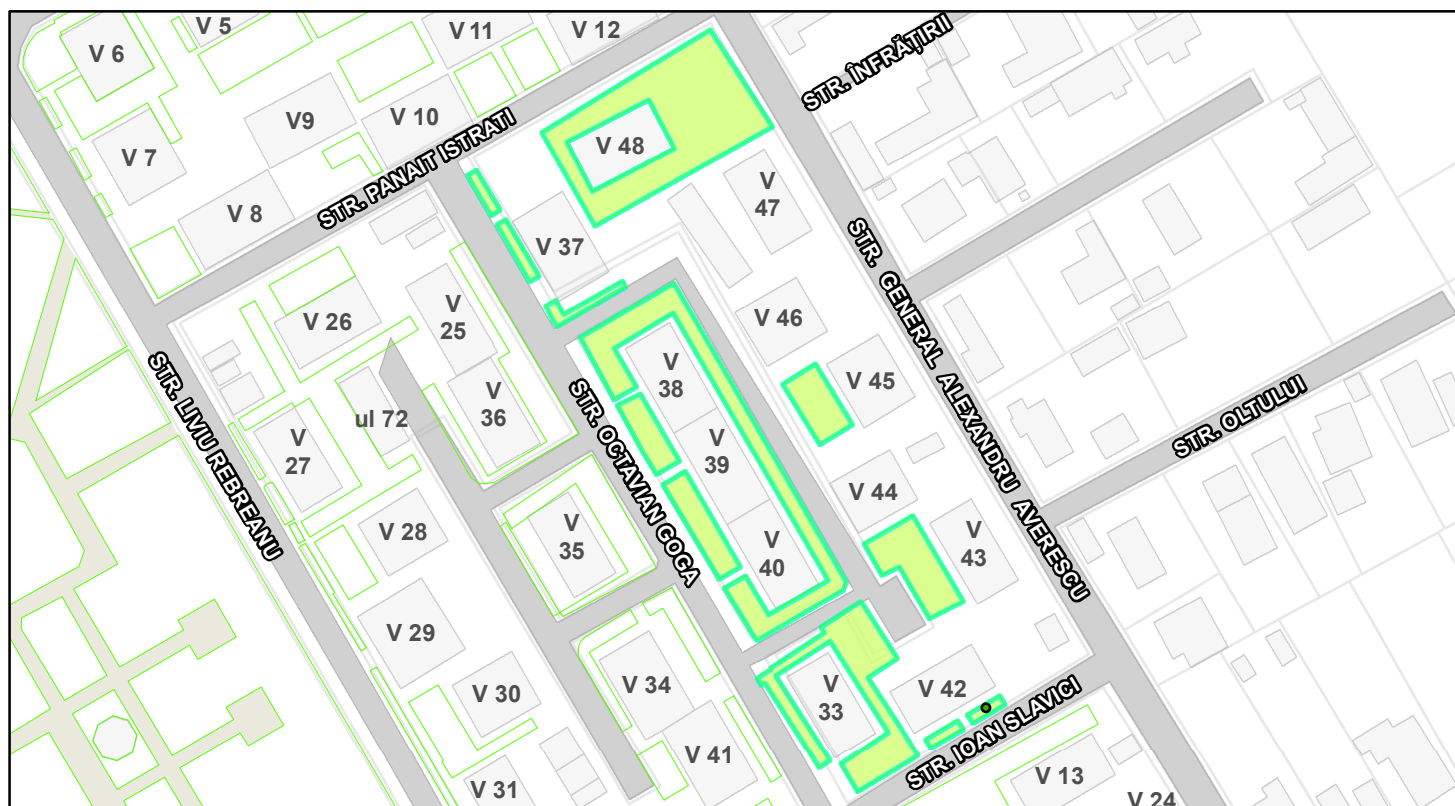 V 5
V 11
V 12
V 6
STR. ÎNFRĂȚIRII
V9
V 10
V 48
V 7
STR. PANAIT ISTRATI
V
47
V 8
V 37
V
25
V 26
V 46
STR. GENERAL ALEXANDRU AVERESCU
V
38
V 45
STR. LIVIU REBREANU
ul 72
V
36
STR. OCTAVIAN GOGA
STR. OLTULUI
V
27
V
39
V 44
V 28
V
35
V
40
V
43
V 29
V 34
V
33
V 42
V 30
STR. IOAN SLAVICI
V 41
V 13
V 31
V 24